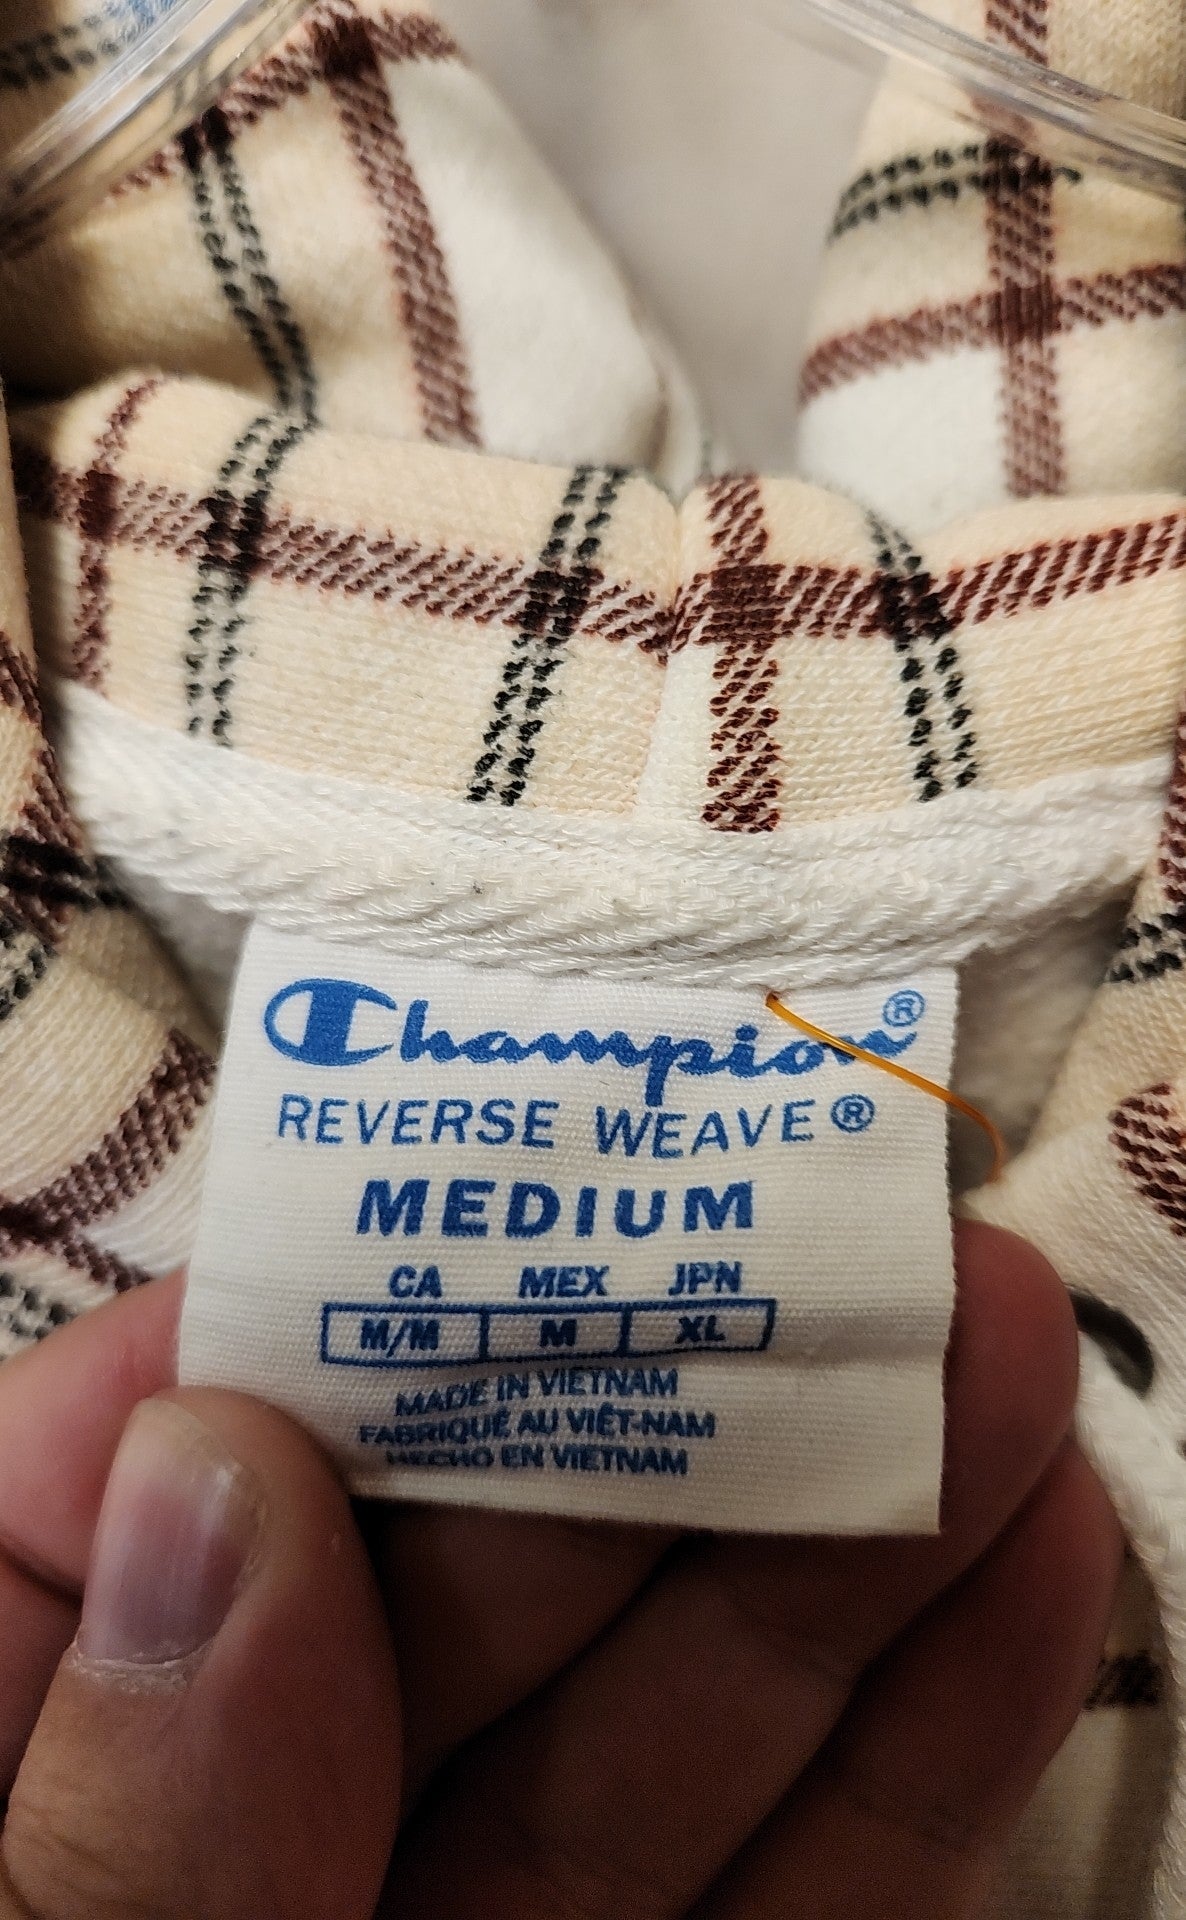 Champion®
REVERSE WEAVE®
MEDIUM
CA MEX JPN
M/M M XL
MADE IN VIETNAM
FABRIQUÉ AU VIÊT-NAM
HECHO EN VIETNAM